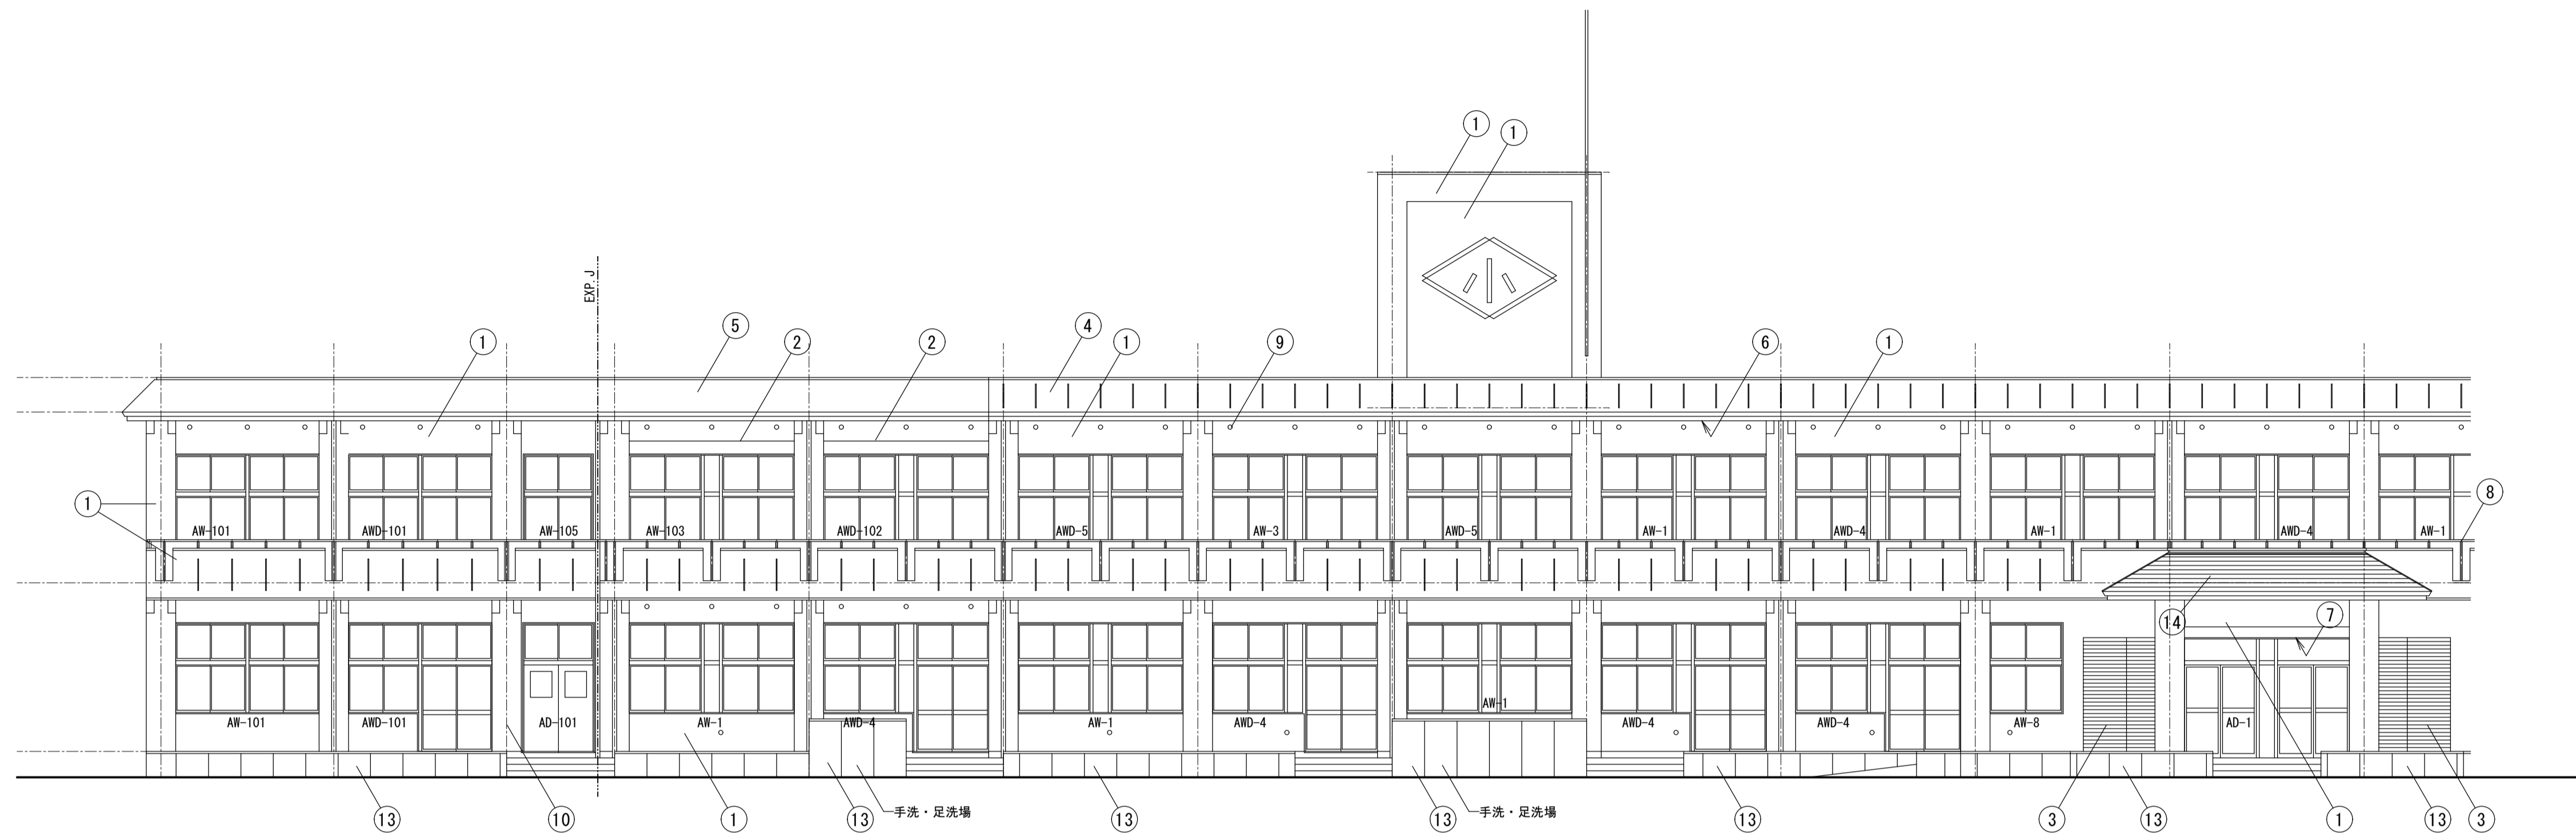 ①
①
小
EXP.J
⑤
④
①
②
②
①
⑨
⑥
①
①
⑧
AW-101
AWD-101
AW-105
AW-103
AWD-102
AWD-5
AW-3
AWD-5
AW-1
AWD-4
AW-1
AWD-4
AW-1
⑭
⑦
AW-101
AWD-101
AD-101
AW-1
AWD-4
AW-1
AWD-4
AW-1
AWD-4
AWD-4
AW-8
AD-1
⑬
⑩
①
⑬
手洗・足洗場
⑬
⑬
手洗・足洗場
⑬
③
⑬
①
⑬
③